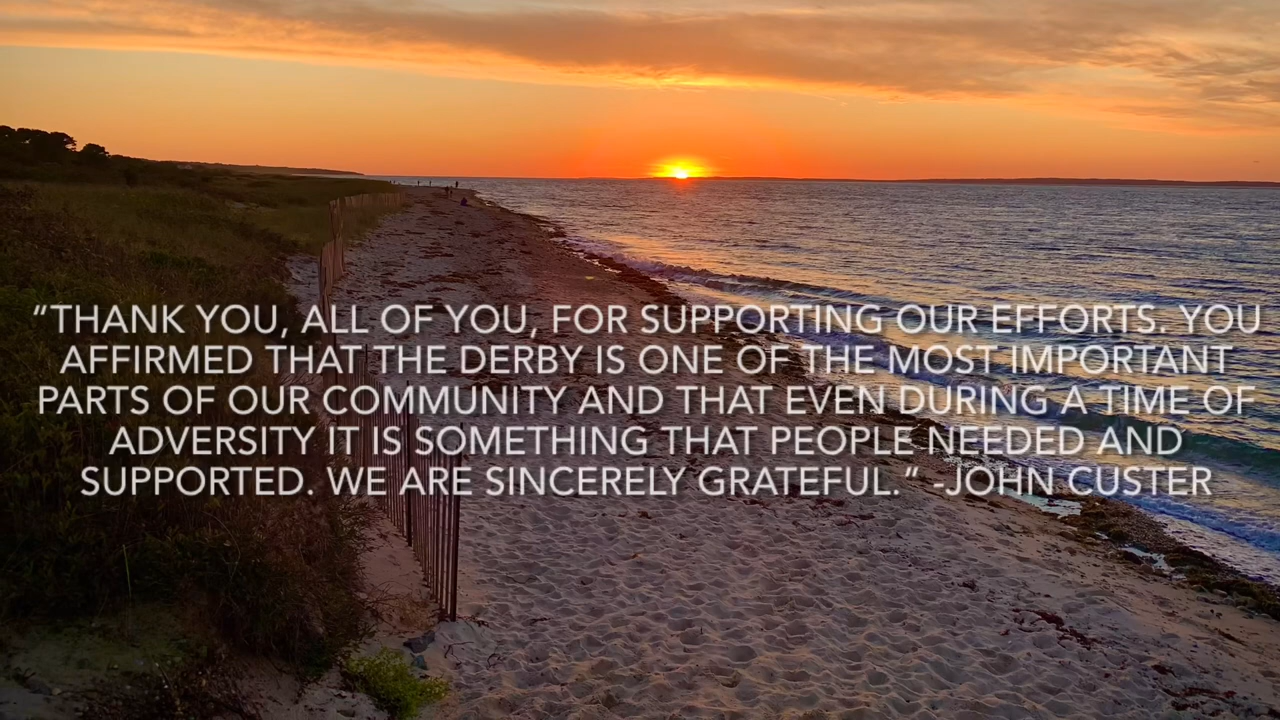 "THANK YOU, ALL OF YOU, FOR SUPPORTING OUR EFFORTS. YOU
AFFIRMED THAT THE DERBY IS ONE OF THE MOST IMPORTANT
PARTS OF OUR COMMUNITY AND THAT EVEN DURING A TIME OF
ADVERSITY IT IS SOMETHING THAT PEOPLE NEEDED AND
SUPPORTED. WE ARE SINCERELY GRATEFUL. " -JOHN CUSTER